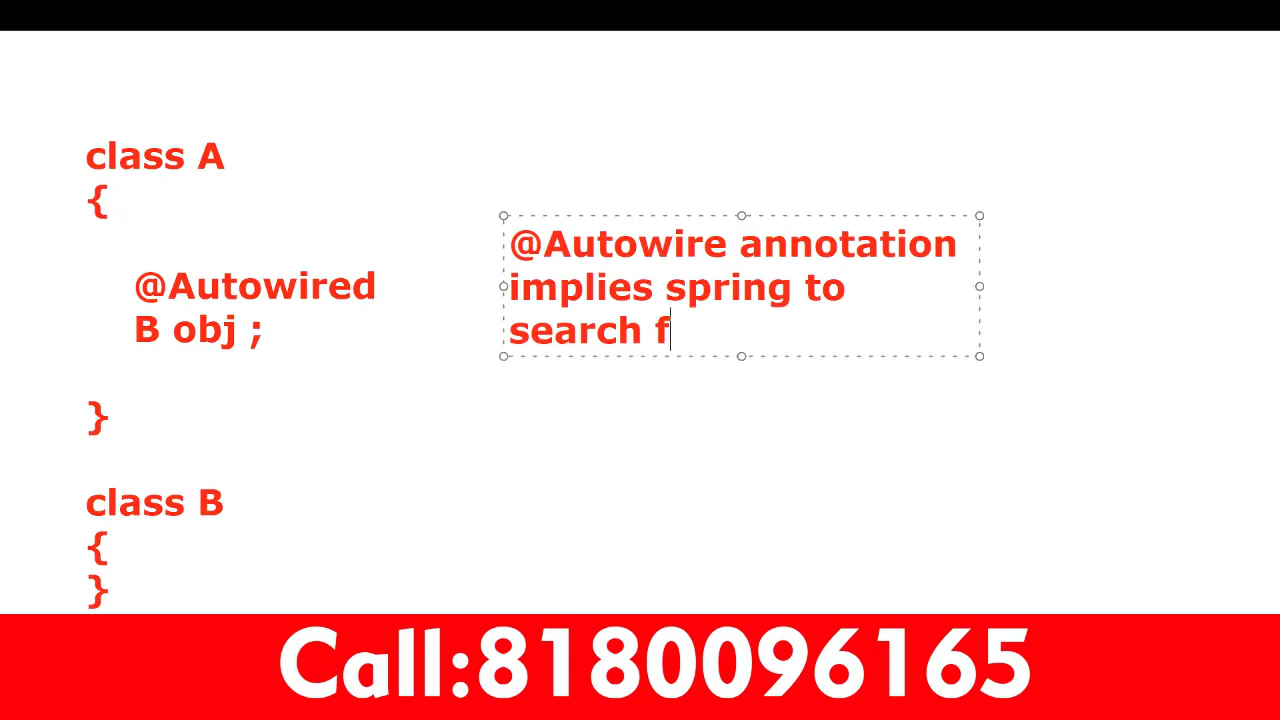 class A
{
@Autowired
B obj ;
}
class B
{
}
@Autowire annotation
implies spring to
search f
Call:8180096165